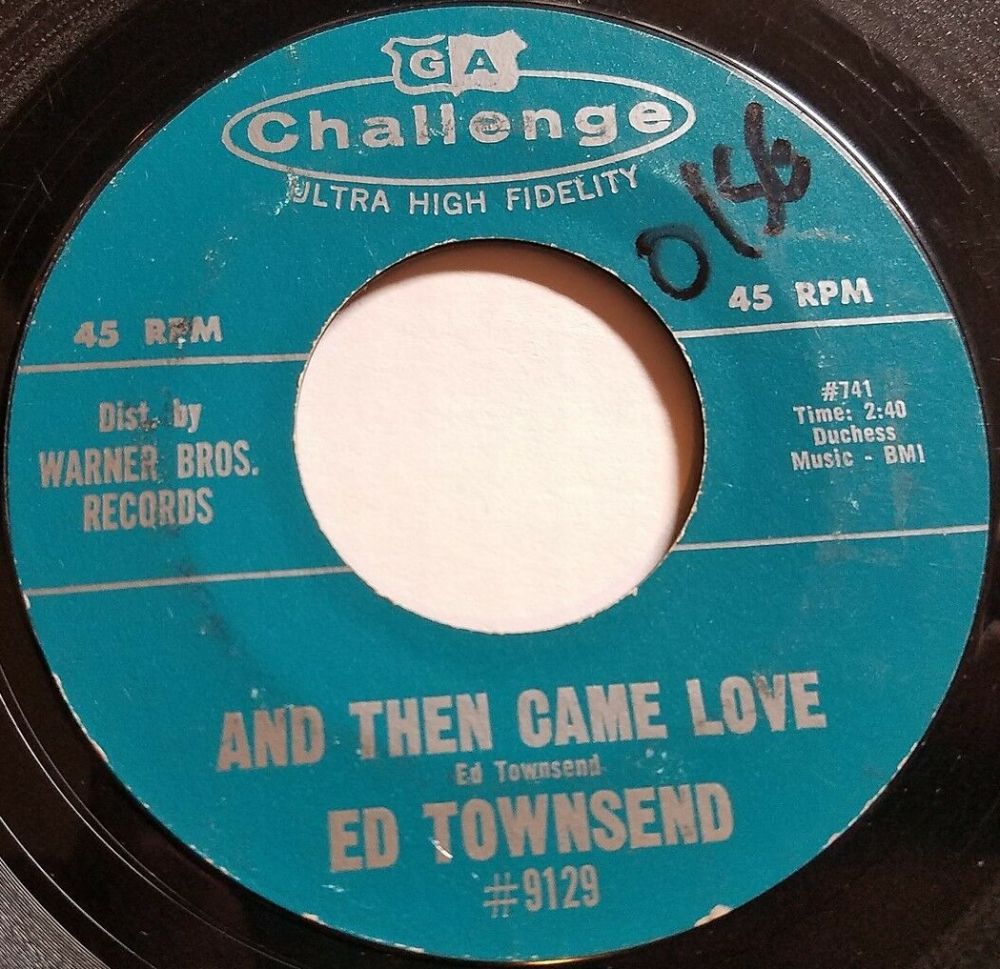 GA
Challenge
ULTRA HIGH FIDELITY
0146
45 RPM
45 RPM
Dist. by
WARNER BROS.
RECORDS
#741
Time: 2:40
Duchess
Music - BMI
AND THEN CAME LOVE
Ed Townsend
ED TOWNSEND
#9129